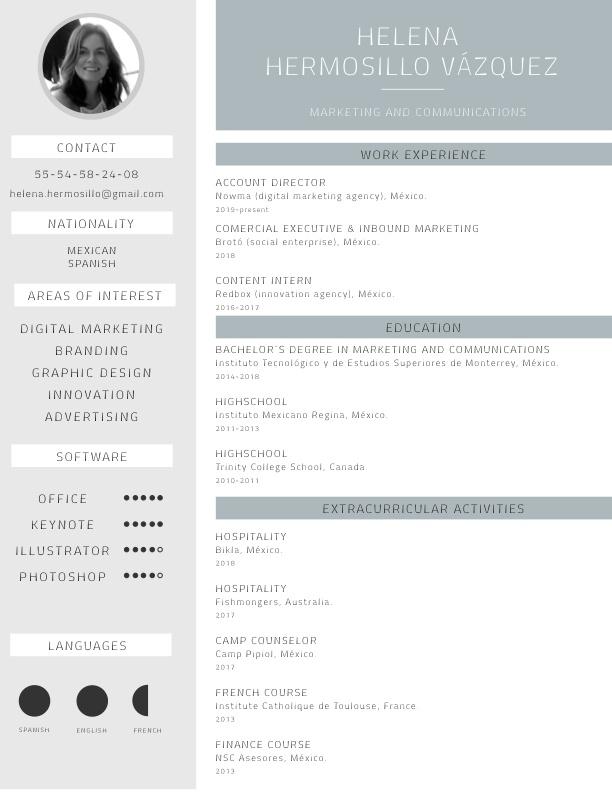 HELENA
HERMOSILLO VÁZQUEZ
MARKETING AND COMMUNICATIONS
CONTACT
55-54-58-24-08
helena.hermosillo@gmail.com
NATIONALITY
MEXICAN
SPANISH
AREAS OF INTEREST
DIGITAL MARKETING
BRANDING
GRAPHIC DESIGN
INNOVATION
ADVERTISING
SOFTWARE
OFFICE
KEYNOTE
ILLUSTRATOR
PHOTOSHOP
LANGUAGES
SPANISH ENGLISH FRENCH
WORK EXPERIENCE
ACCOUNT DIRECTOR
Nowma (digital marketing agency), México.
2019-present
COMERCIAL EXECUTIVE & INBOUND MARKETING
Brotó (social enterprise), México.
2018
CONTENT INTERN
Redbox (innovation agency), México.
2016-2017
EDUCATION
BACHELOR´S DEGREE IN MARKETING AND COMMUNICATIONS
Instituto Tecnológico y de Estudios Superiores de Monterrey, México.
2014-2018
HIGHSCHOOL
Instituto Mexicano Regina, México.
2011-2013
HIGHSCHOOL
Trinity College School, Canada
2010-2011
EXTRACURRICULAR ACTIVITIES
HOSPITALITY
Bikla, México.
2018
HOSPITALITY
Fishmongers, Australia.
2017
CAMP COUNSELOR
Camp Pipiol, México.
2017
FRENCH COURSE
Institute Catholique de Toulouse, France.
2013
FINANCE COURSE
NSC Asesores, México.
2013